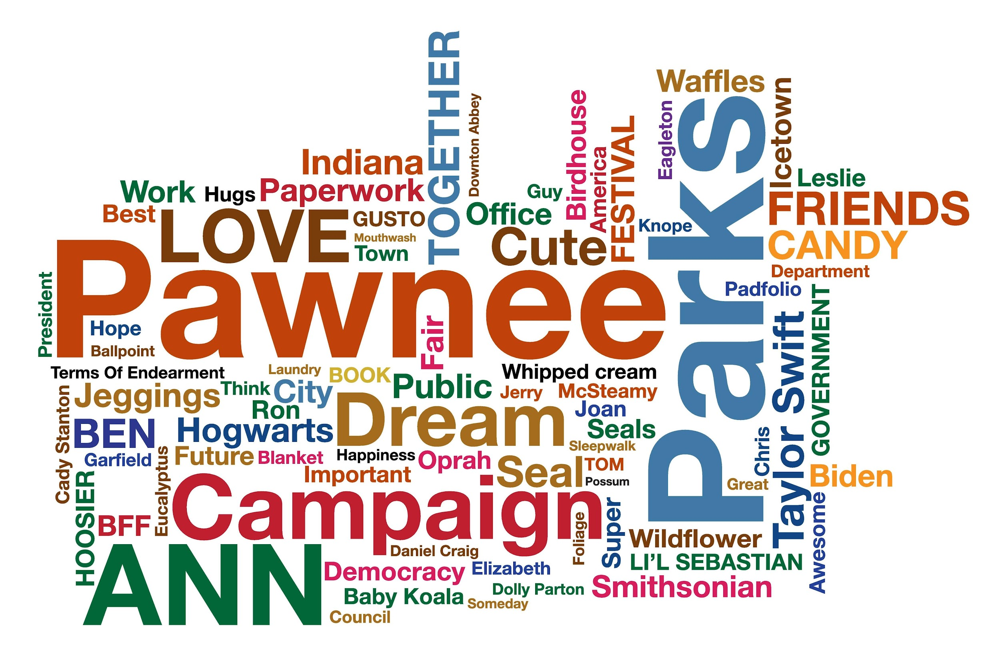 TOGETHER
Waffles
Icetown
Birdhouse
Downton Abbey
Eagleton
FESTIVAL
America
Indiana
Parks
Leslie
Work
Hugs
Paperwork
Guy
FRIENDS
Best
LOVE
GUSTO
Office
Knope
Mouthwash
Cute
CANDY
Town
Pawnee
Department
President
Padfolio
GOVERNMENT
Taylor Swift
Hope
Fair
Ballpoint
Terms Of Endearment
Laundry
BOOK
Whipped cream
Public
Jeggings
Think
City
Jerry
McSteamy
Cady Stanton
Ron
Dream
Joan
BEN
Hogwarts
Seals
Chris
Sleepwalk
Garfield
Eucalyptus
Future
Blanket
Happiness
Oprah
Seal
TOM
HOOSIER
Important
Possum
Great
Biden
Campaign
BFF
Foliage
Super
Awesome
Wildflower
ANN
Daniel Craig
LI’L SEBASTIAN
Democracy
Elizabeth
Smithsonian
Baby Koala
Dolly Parton
Someday
Council